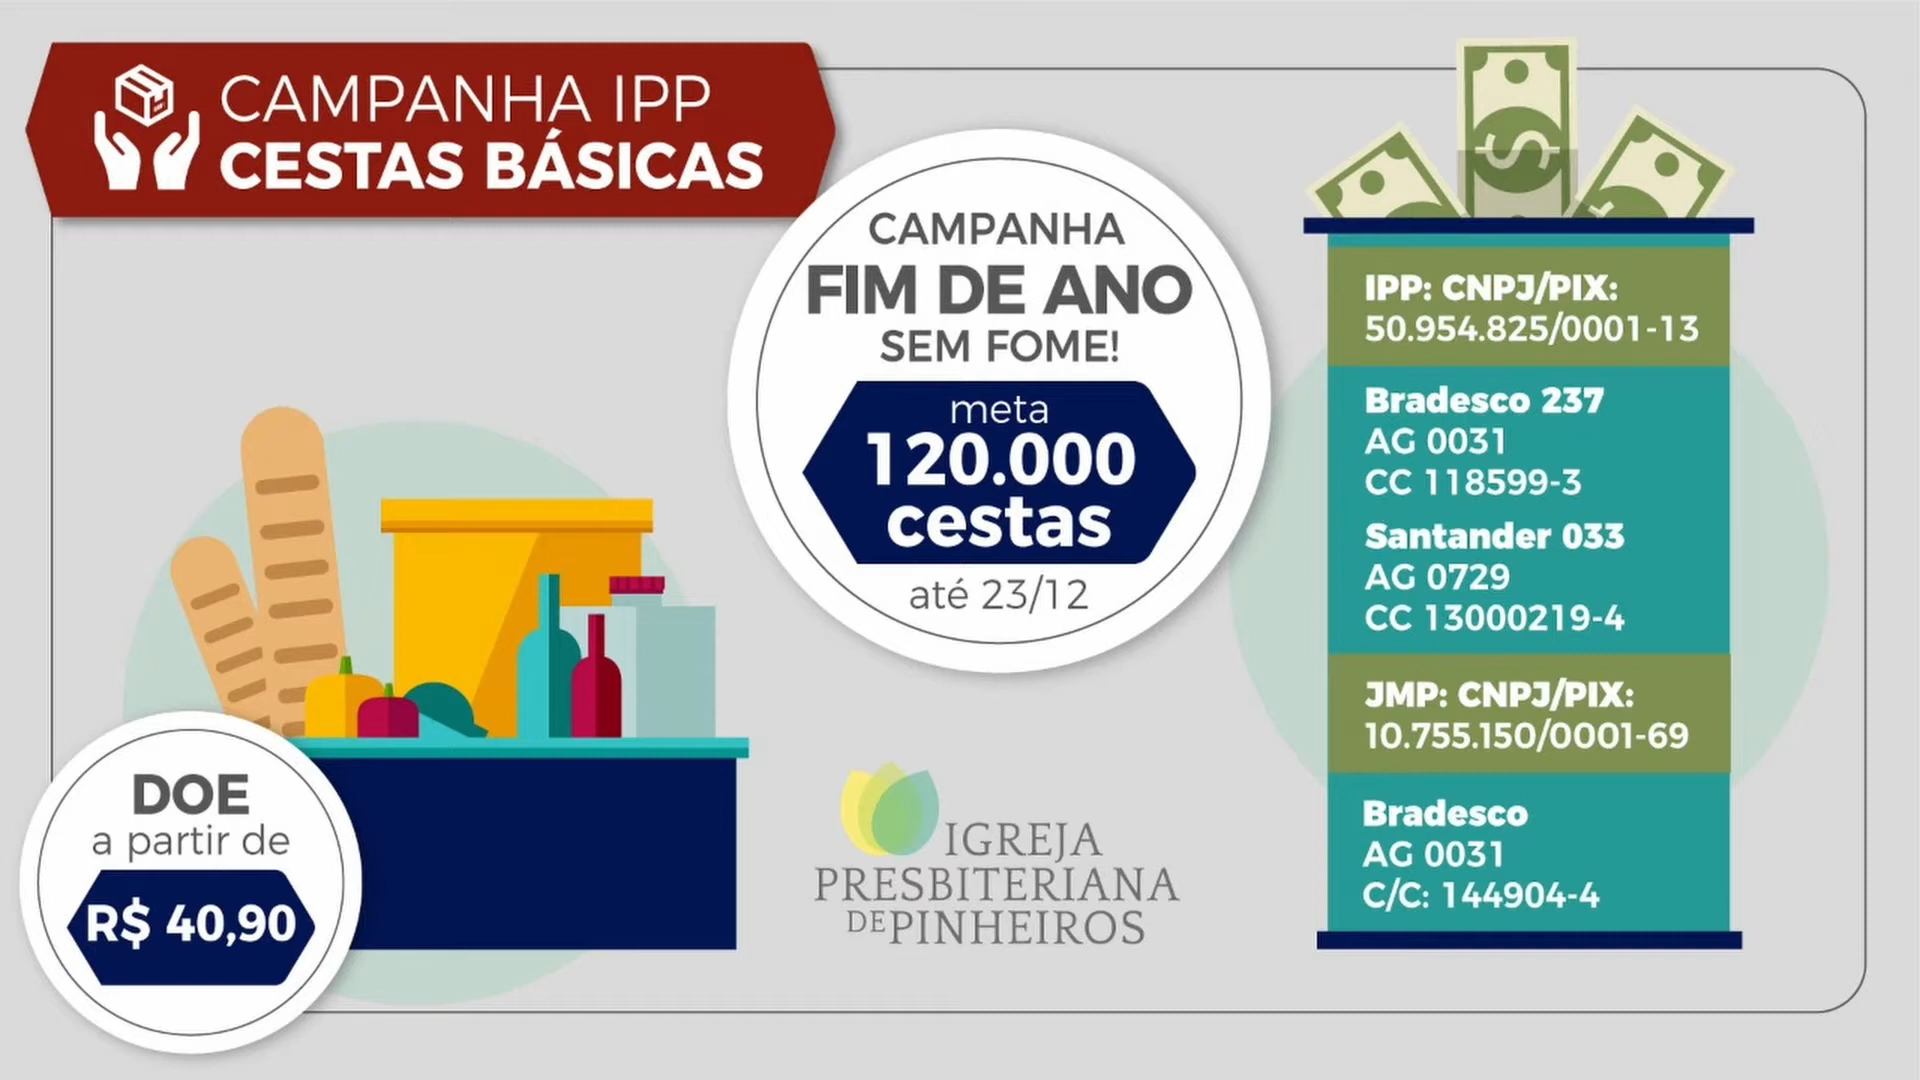 CAMPANHA IPP
CESTAS BÁSICAS
CAMPANHA
FIM DE ANO
SEM FOME!
meta
120.000
cestas
até 23/12
DOE
a partir de
R$ 40,90
IGREJA
PRESBITERIANA
DE PINHEIROS
IPP: CNPJ/PIX:
50.954.825/0001-13
Bradesco 237
AG 0031
CC 118599-3
Santander 033
AG 0729
CC 13000219-4
JMP: CNPJ/PIX:
10.755.150/0001-69
Bradesco
AG 0031
C/C: 144904-4